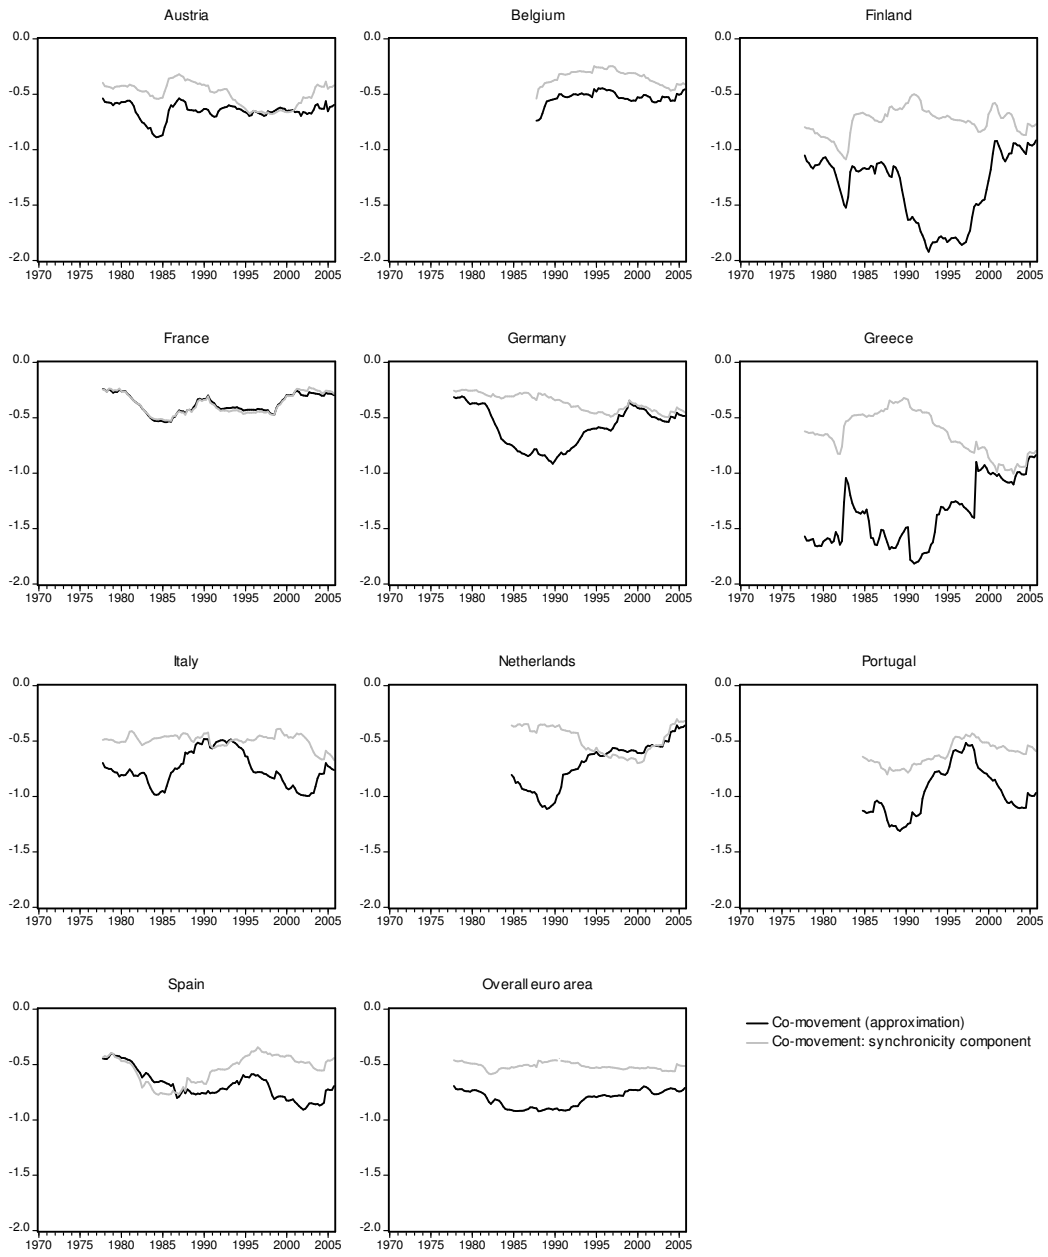 Austria
0.0
-0.5
-1.0
-1.5
-2.0
1970 1975 1980 1985 1990 1995 2000 2005
Belgium
0.0
-0.5
-1.0
-1.5
-2.0
1970 1975 1980 1985 1990 1995 2000 2005
Finland
0.0
-0.5
-1.0
-1.5
-2.0
1970 1975 1980 1985 1990 1995 2000 2005
France
0.0
-0.5
-1.0
-1.5
-2.0
1970 1975 1980 1985 1990 1995 2000 2005
Germany
0.0
-0.5
-1.0
-1.5
-2.0
1970 1975 1980 1985 1990 1995 2000 2005
Greece
0.0
-0.5
-1.0
-1.5
-2.0
1970 1975 1980 1985 1990 1995 2000 2005
Italy
0.0
-0.5
-1.0
-1.5
-2.0
1970 1975 1980 1985 1990 1995 2000 2005
Netherlands
0.0
-0.5
-1.0
-1.5
-2.0
1970 1975 1980 1985 1990 1995 2000 2005
Portugal
0.0
-0.5
-1.0
-1.5
-2.0
1970 1975 1980 1985 1990 1995 2000 2005
Spain
0.0
-0.5
-1.0
-1.5
-2.0
1970 1975 1980 1985 1990 1995 2000 2005
Overall euro area
0.0
-0.5
-1.0
-1.5
-2.0
1970 1975 1980 1985 1990 1995 2000 2005
Co-movement (approximation)
Co-movement: synchronicity component